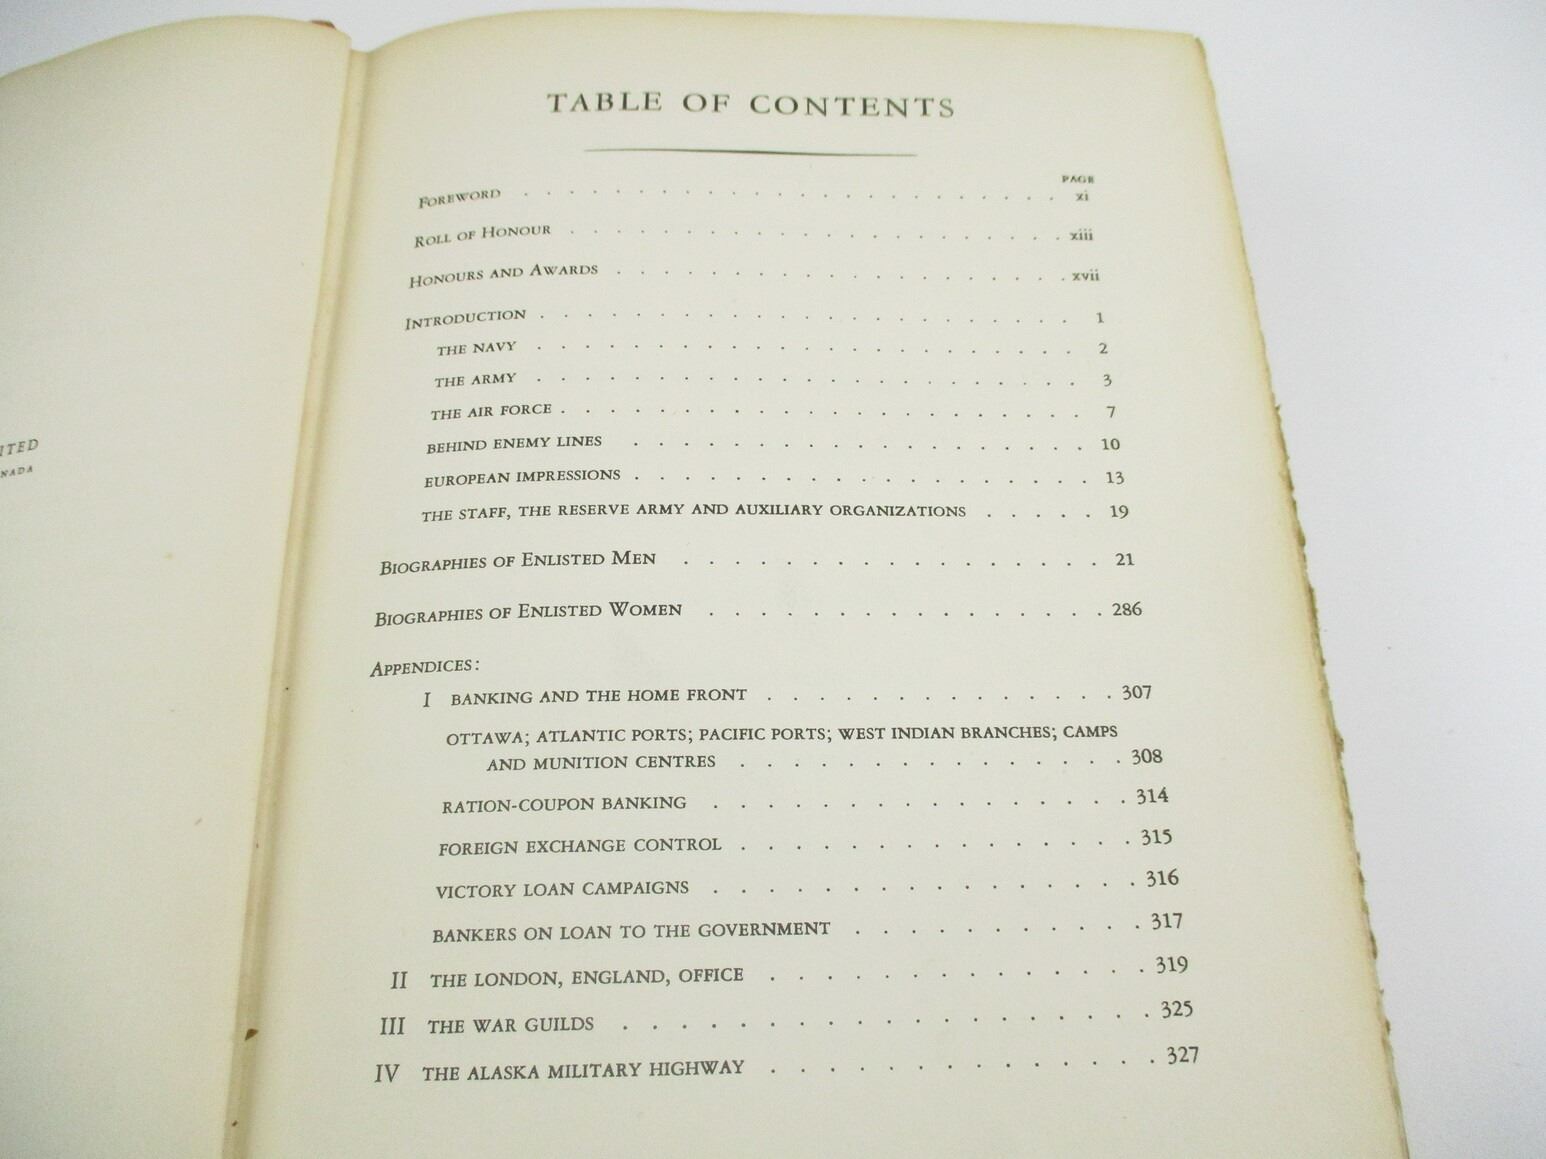 ITED
NADA
TABLE OF CONTENTS
PAGE
FOREWORD . . . . . . . . . . . . . . . . . . . . . . . xi
ROLL OF HONOUR . . . . . . . . . . . . . . . . . . . . . xiii
HONOURS AND AWARDS . . . . . . . . . . . . . . . . . . . . xvii
INTRODUCTION . . . . . . . . . . . . . . . . . . . . . . . 1
THE NAVY . . . . . . . . . . . . . . . . . . . . . . . 2
THE ARMY . . . . . . . . . . . . . . . . . . . . . . . 3
THE AIR FORCE . . . . . . . . . . . . . . . . . . . . . . 7
BEHIND ENEMY LINES . . . . . . . . . . . . . . . . . . . 10
EUROPEAN IMPRESSIONS . . . . . . . . . . . . . . . . . . . 13
THE STAFF, THE RESERVE ARMY AND AUXILIARY ORGANIZATIONS . . . . . 19
BIOGRAPHIES OF ENLISTED MEN . . . . . . . . . . . . . . . . . 21
BIOGRAPHIES OF ENLISTED WOMEN . . . . . . . . . . . . . . . . 286
APPENDICES:
I BANKING AND THE HOME FRONT . . . . . . . . . . . . . . 307
OTTAWA; ATLANTIC PORTS; PACIFIC PORTS; WEST INDIAN BRANCHES; CAMPS
AND MUNITION CENTRES . . . . . . . . . . . . . . . 308
RATION-COUPON BANKING . . . . . . . . . . . . . . . . 314
FOREIGN EXCHANGE CONTROL . . . . . . . . . . . . . . . 315
VICTORY LOAN CAMPAIGNS . . . . . . . . . . . . . . . . 316
BANKERS ON LOAN TO THE GOVERNMENT . . . . . . . . . . . 317
II THE LONDON, ENGLAND, OFFICE . . . . . . . . . . . . . . 319
III THE WAR GUILDS . . . . . . . . . . . . . . . . . . . 325
IV THE ALASKA MILITARY HIGHWAY . . . . . . . . . . . . . . 327